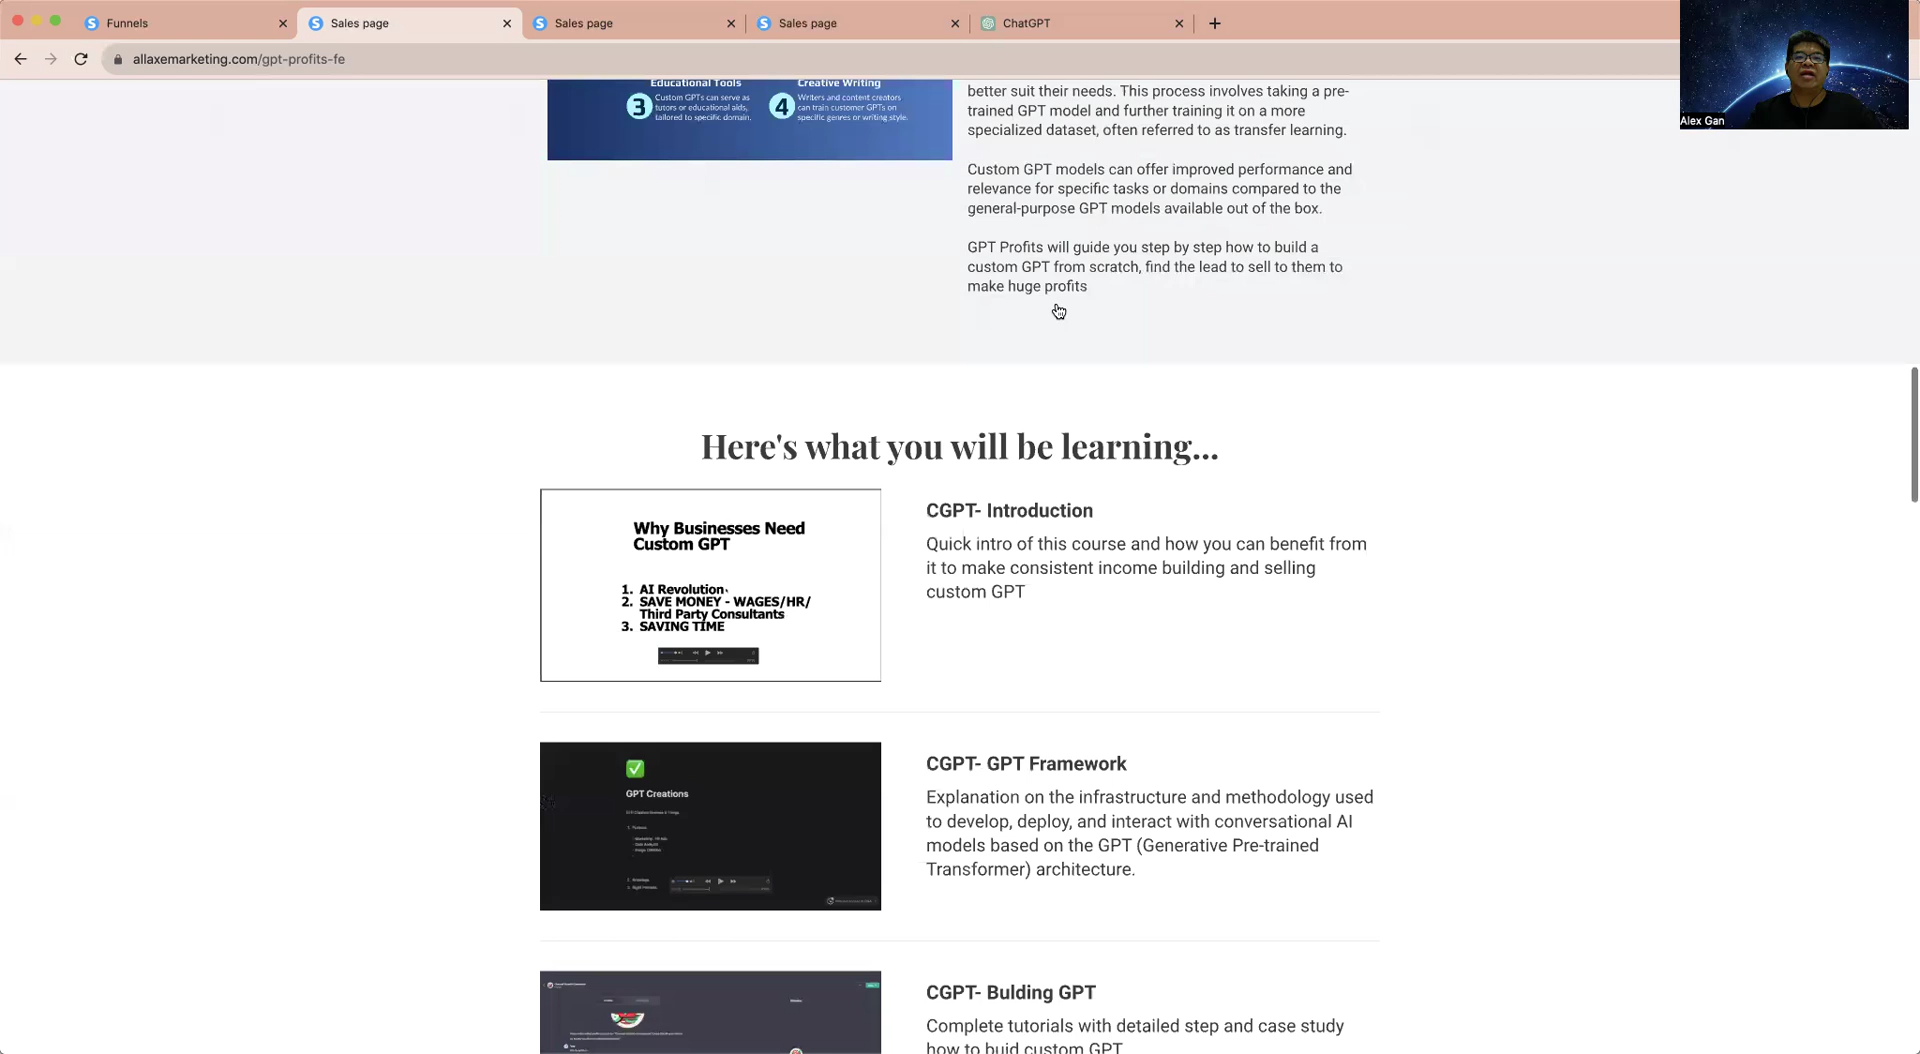 Funnels
Sales page
Sales page
Sales page
ChatGPT
allaxemarketing.com/gpt-profits-fe
Alex Gan
Educational Tools
3
Custom GPTs can serve as
tutors or educational aids,
tailored to specific domain.
Creative Writing
4
Writers and content creators
can train customer GPTs on
specific genres or writing style.
better suit their needs. This process involves taking a pre-
trained GPT model and further training it on a more
specialized dataset, often referred to as transfer learning.
Custom GPT models can offer improved performance and
relevance for specific tasks or domains compared to the
general-purpose GPT models available out of the box.
GPT Profits will guide you step by step how to build a
custom GPT from scratch, find the lead to sell to them to
make huge profits
Here's what you will be learning...
Why Businesses Need
Custom GPT
1. AI Revolution
2. SAVE MONEY - WAGES/HR/
Third Party Consultants
3. SAVING TIME
CGPT- Introduction
Quick intro of this course and how you can benefit from
it to make consistent income building and selling
custom GPT
GPT Creations
CGPT- GPT Framework
Explanation on the infrastructure and methodology used
to develop, deploy, and interact with conversational AI
models based on the GPT (Generative Pre-trained
Transformer) architecture.
CGPT- Bulding GPT
Complete tutorials with detailed step and case study
how to buid custom GPT